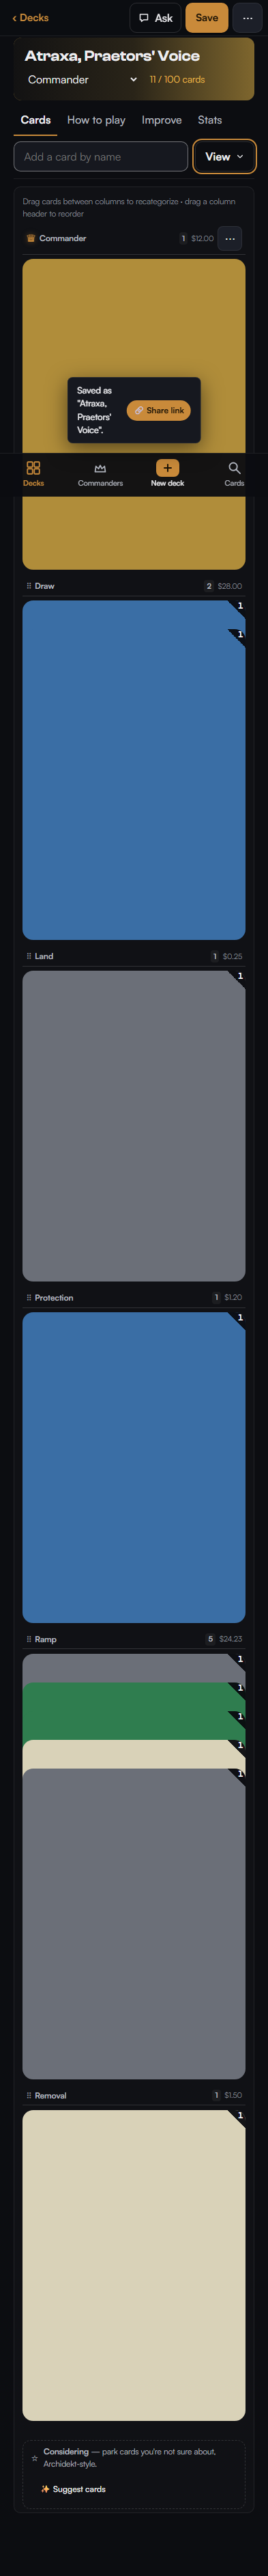 ‹ Decks
Ask
Save
...
Atraxa, Praetors' Voice
Commander
11 / 100 cards
Cards
How to play
Improve
Stats
Add a card by name
View
Drag cards between columns to recategorize · drag a column
header to reorder
Commander
1
$12.00
...
Saved as
"Atraxa,
Praetors'
Voice".
Share link
Decks
Commanders
New deck
Cards
Draw
2
$28.00
1
1
Land
1
$0.25
1
Protection
1
$1.20
1
Ramp
5
$24.23
1
1
1
1
1
Removal
1
$1.50
1
Considering — park cards you're not sure about,
Archidekt-style.
Suggest cards